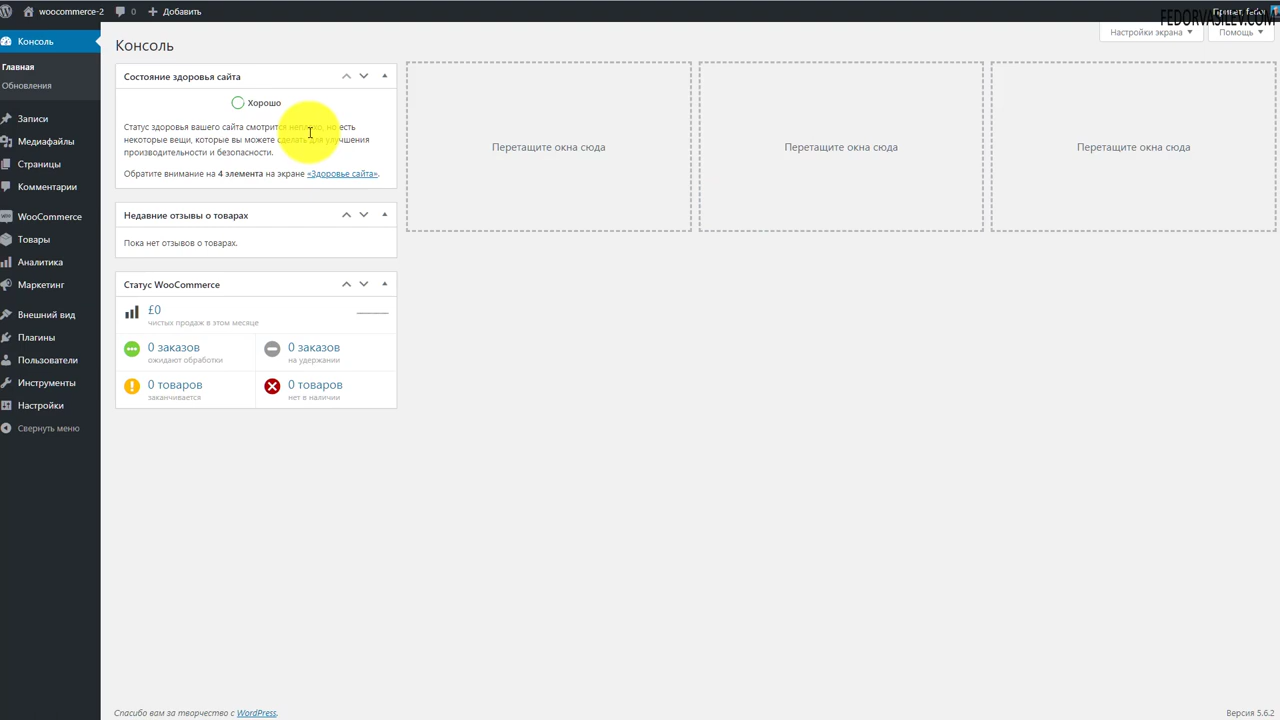 woocommerce-2
0
Добавить
FEDORVASILEV.COM
Консоль
Главная
Обновления
Записи
Медиафайлы
Страницы
Комментарии
WooCommerce
Товары
Аналитика
Маркетинг
Внешний вид
Плагины
Пользователи
Инструменты
Настройки
Свернуть меню
Консоль
Настройки экрана
Помощь
Состояние здоровья сайта
Хорошо
Статус здоровья вашего сайта смотрится неплохо, но есть
некоторые вещи, которые вы можете сделать для улучшения
производительности и безопасности.
Обратите внимание на 4 элемента на экране «Здоровье сайта».
Недавние отзывы о товарах
Пока нет отзывов о товарах.
Статус WooCommerce
£0
чистых продаж в этом месяце
0 заказов
ожидают обработки
0 заказов
на удержании
0 товаров
заканчивается
0 товаров
нет в наличии
Перетащите окна сюда
Перетащите окна сюда
Перетащите окна сюда
Спасибо вам за творчество с WordPress.
Версия 5.6.2